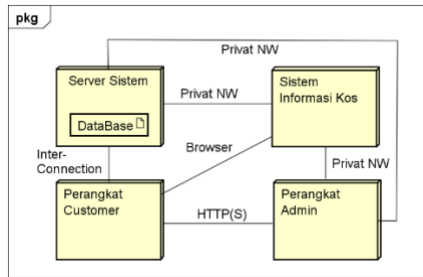 pkg
Privat NW
Server Sistem
DataBase
Privat NW
Sistem
Informasi Kos
Inter-
Connection
Browser
Privat NW
Perangkat
Customer
HTTP(S)
Perangkat
Admin